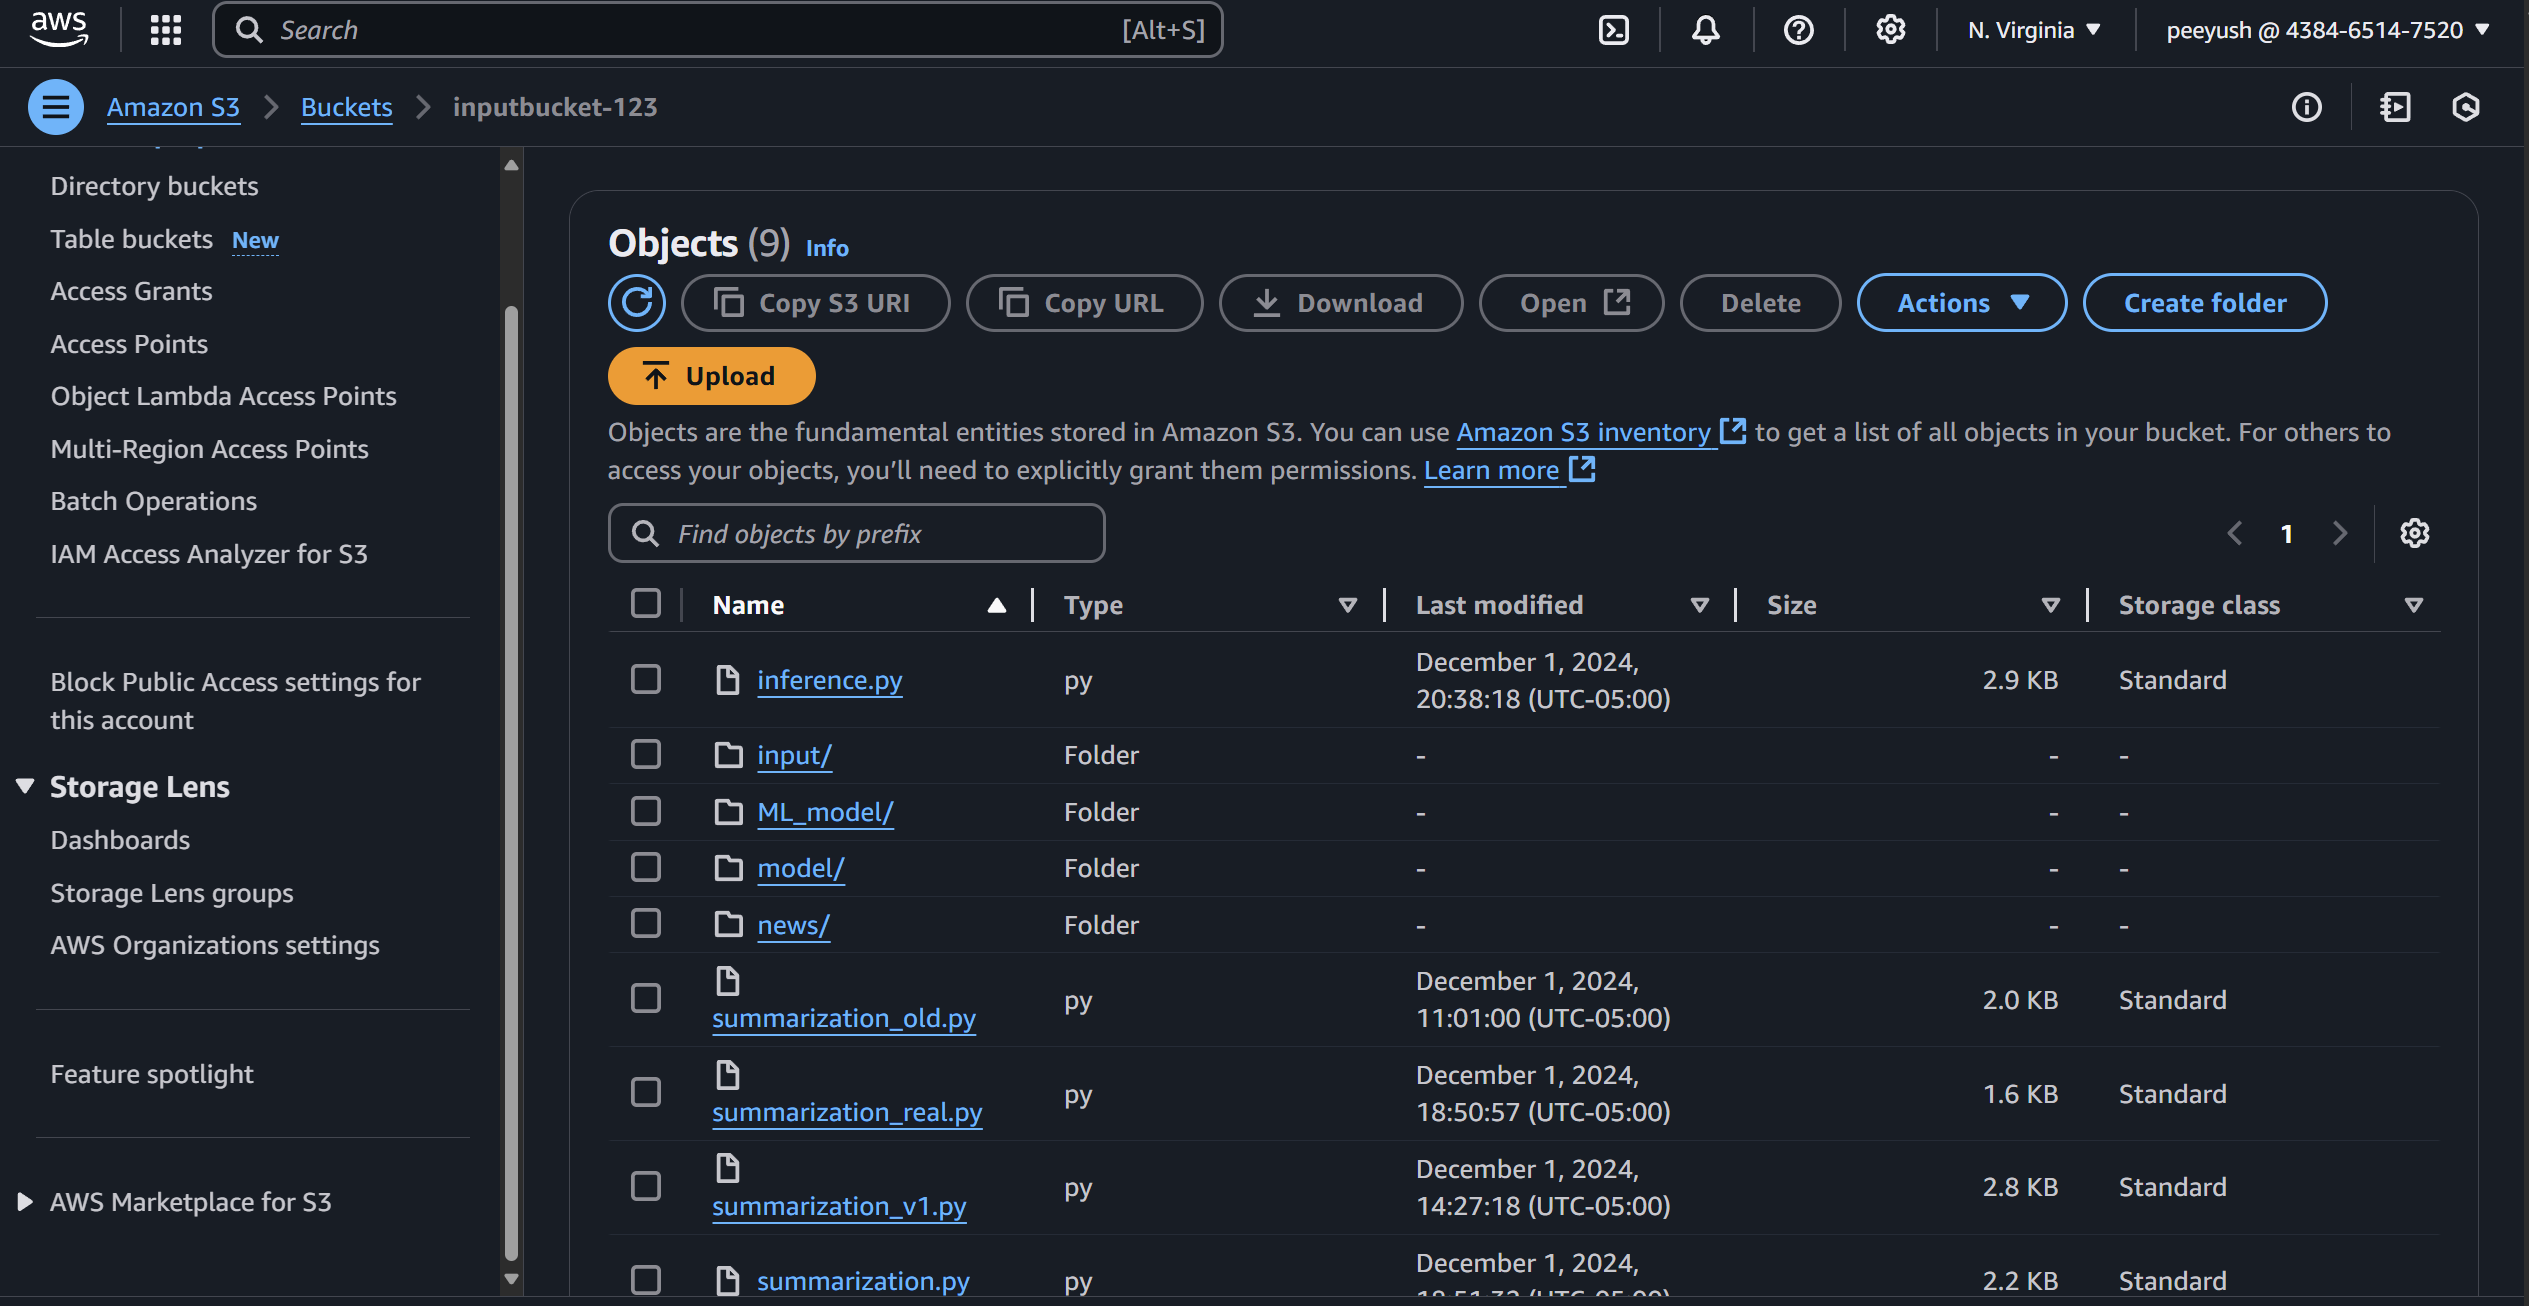 aws
Search [Alt+S]
N. Virginia
peeyush @ 4384-6514-7520
Amazon S3 Buckets inputbucket-123
Directory buckets
Table buckets New
Access Grants
Access Points
Object Lambda Access Points
Multi-Region Access Points
Batch Operations
IAM Access Analyzer for S3
Block Public Access settings for
this account
Storage Lens
Dashboards
Storage Lens groups
AWS Organizations settings
Feature spotlight
AWS Marketplace for S3
Objects (9) Info
Copy S3 URI Copy URL Download Open Delete Actions Create folder
Upload
Objects are the fundamental entities stored in Amazon S3. You can use Amazon S3 inventory to get a list of all objects in your bucket. For others to
access your objects, you’ll need to explicitly grant them permissions. Learn more
Find objects by prefix
1
Name Type Last modified Size Storage class
inference.py py December 1, 2024, 2.9 KB Standard
20:38:18 (UTC-05:00)
input/ Folder - - -
ML_model/ Folder - - -
model/ Folder - - -
news/ Folder - - -
December 1, 2024,
py 2.0 KB Standard
summarization_old.py 11:01:00 (UTC-05:00)
December 1, 2024,
py 1.6 KB Standard
summarization_real.py 18:50:57 (UTC-05:00)
December 1, 2024,
py 2.8 KB Standard
summarization_v1.py 14:27:18 (UTC-05:00)
December 1, 2024,
summarization.py py 2.2 KB Standard